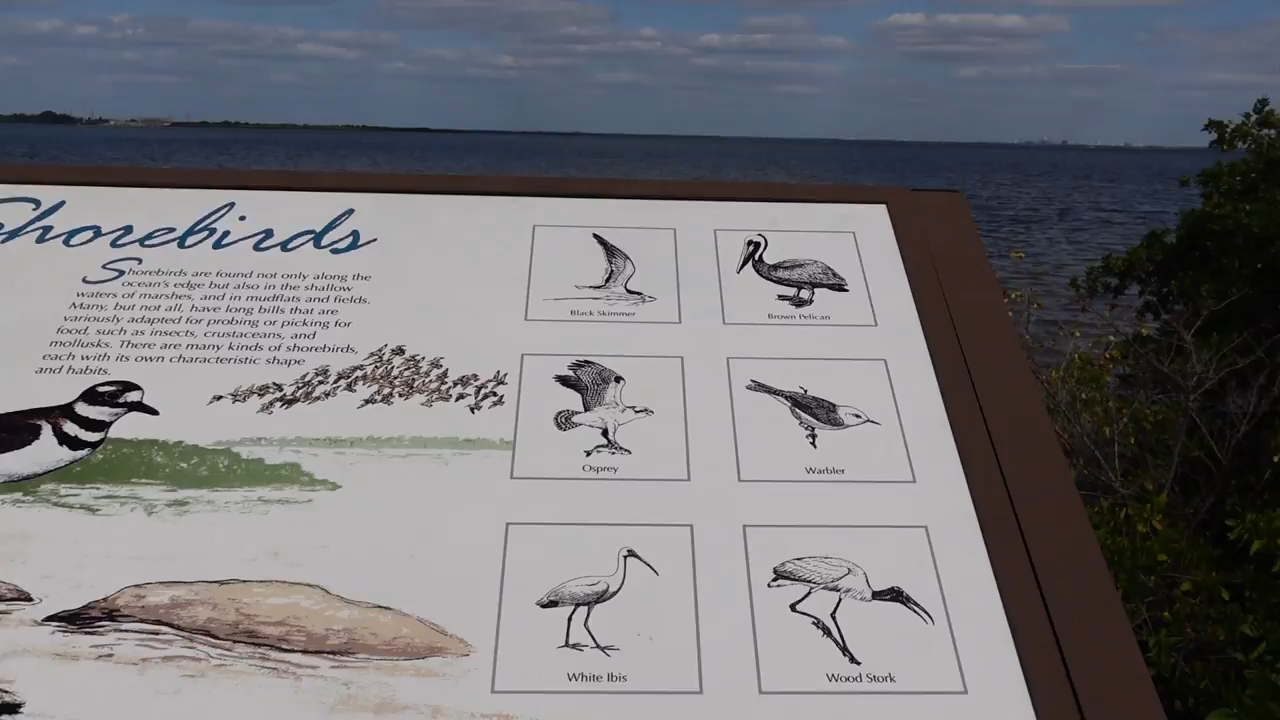 Shorebirds
Shorebirds are found not only along the
ocean's edge but also in the shallow
waters of marshes, and in mudflats and fields.
Many, but not all, have long bills that are
variously adapted for probing or picking for
food, such as insects, crustaceans, and
mollusks. There are many kinds of shorebirds,
each with its own characteristic shape
and habits.
Black Skimmer
Brown Pelican
Osprey
Warbler
White Ibis
Wood Stork